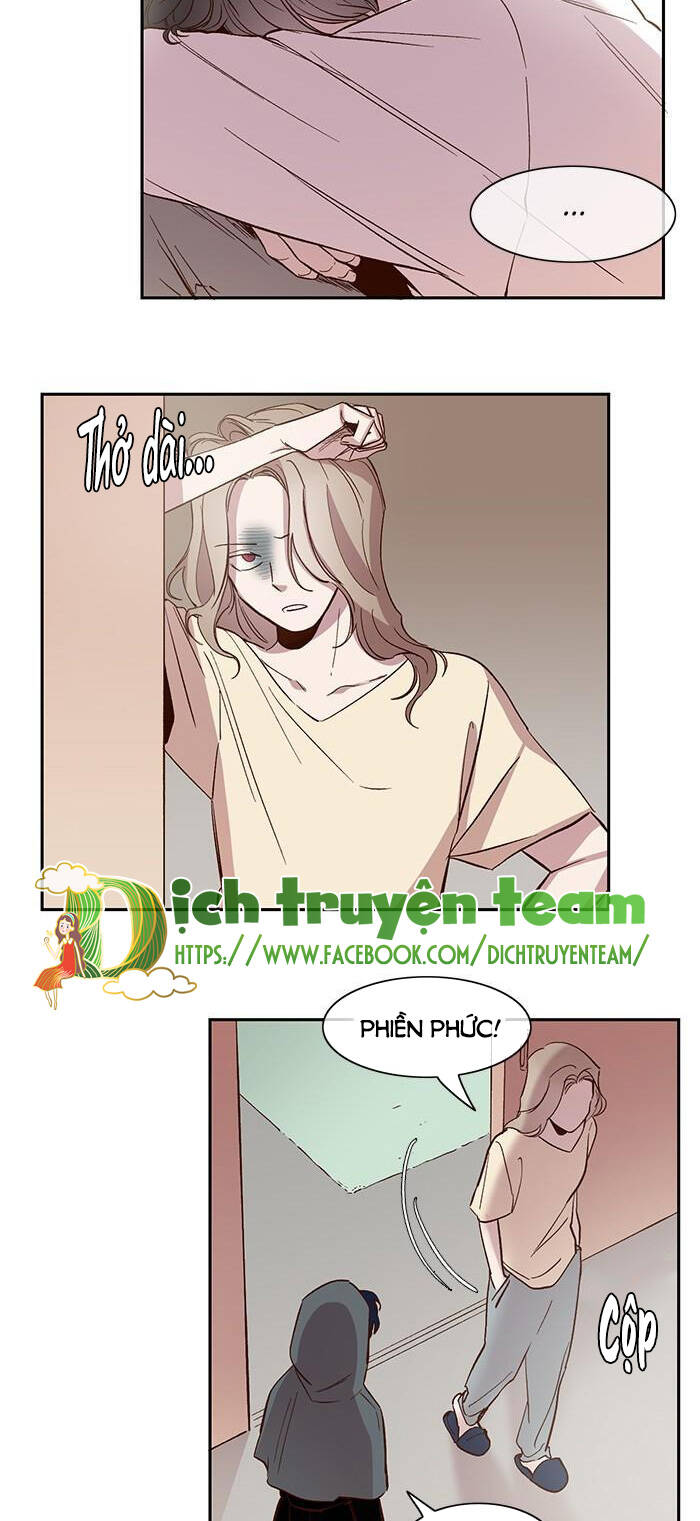 ...
Thở dài...
Dịch truyện team
HTTPS://WWW.FACEBOOK.COM/DICHTRUYENTEAM/
PHIỀN PHỨC!
Cộp